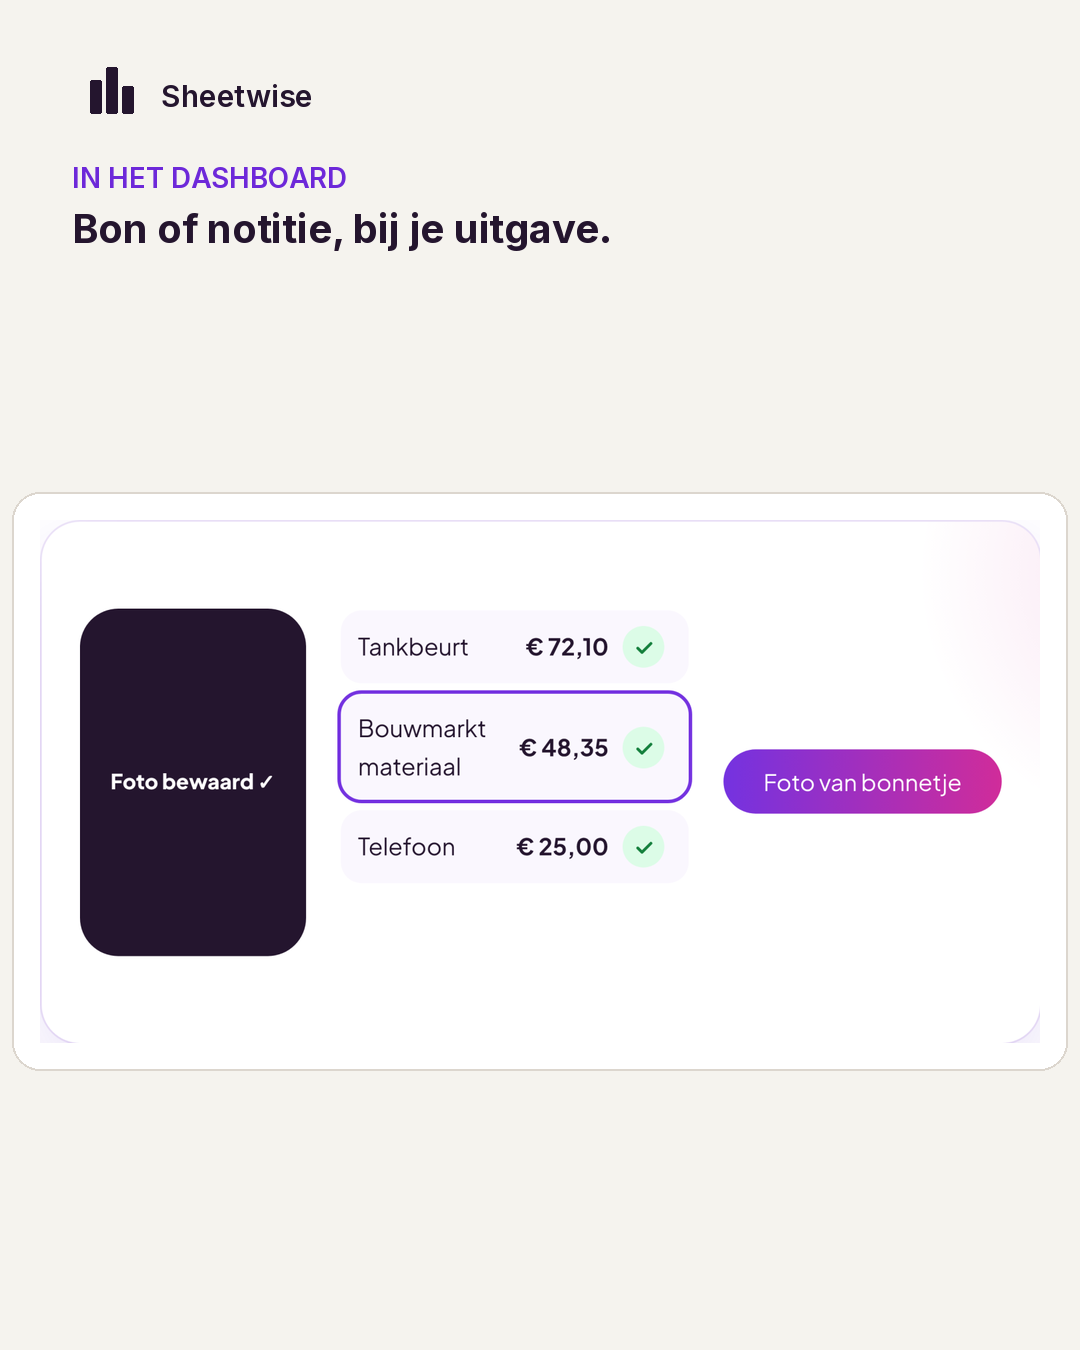 Sheetwise
IN HET DASHBOARD
Bon of notitie, bij je uitgave.
Foto bewaard ✓
Tankbeurt € 72,10
Bouwmarkt
materiaal € 48,35
Telefoon € 25,00
Foto van bonnetje